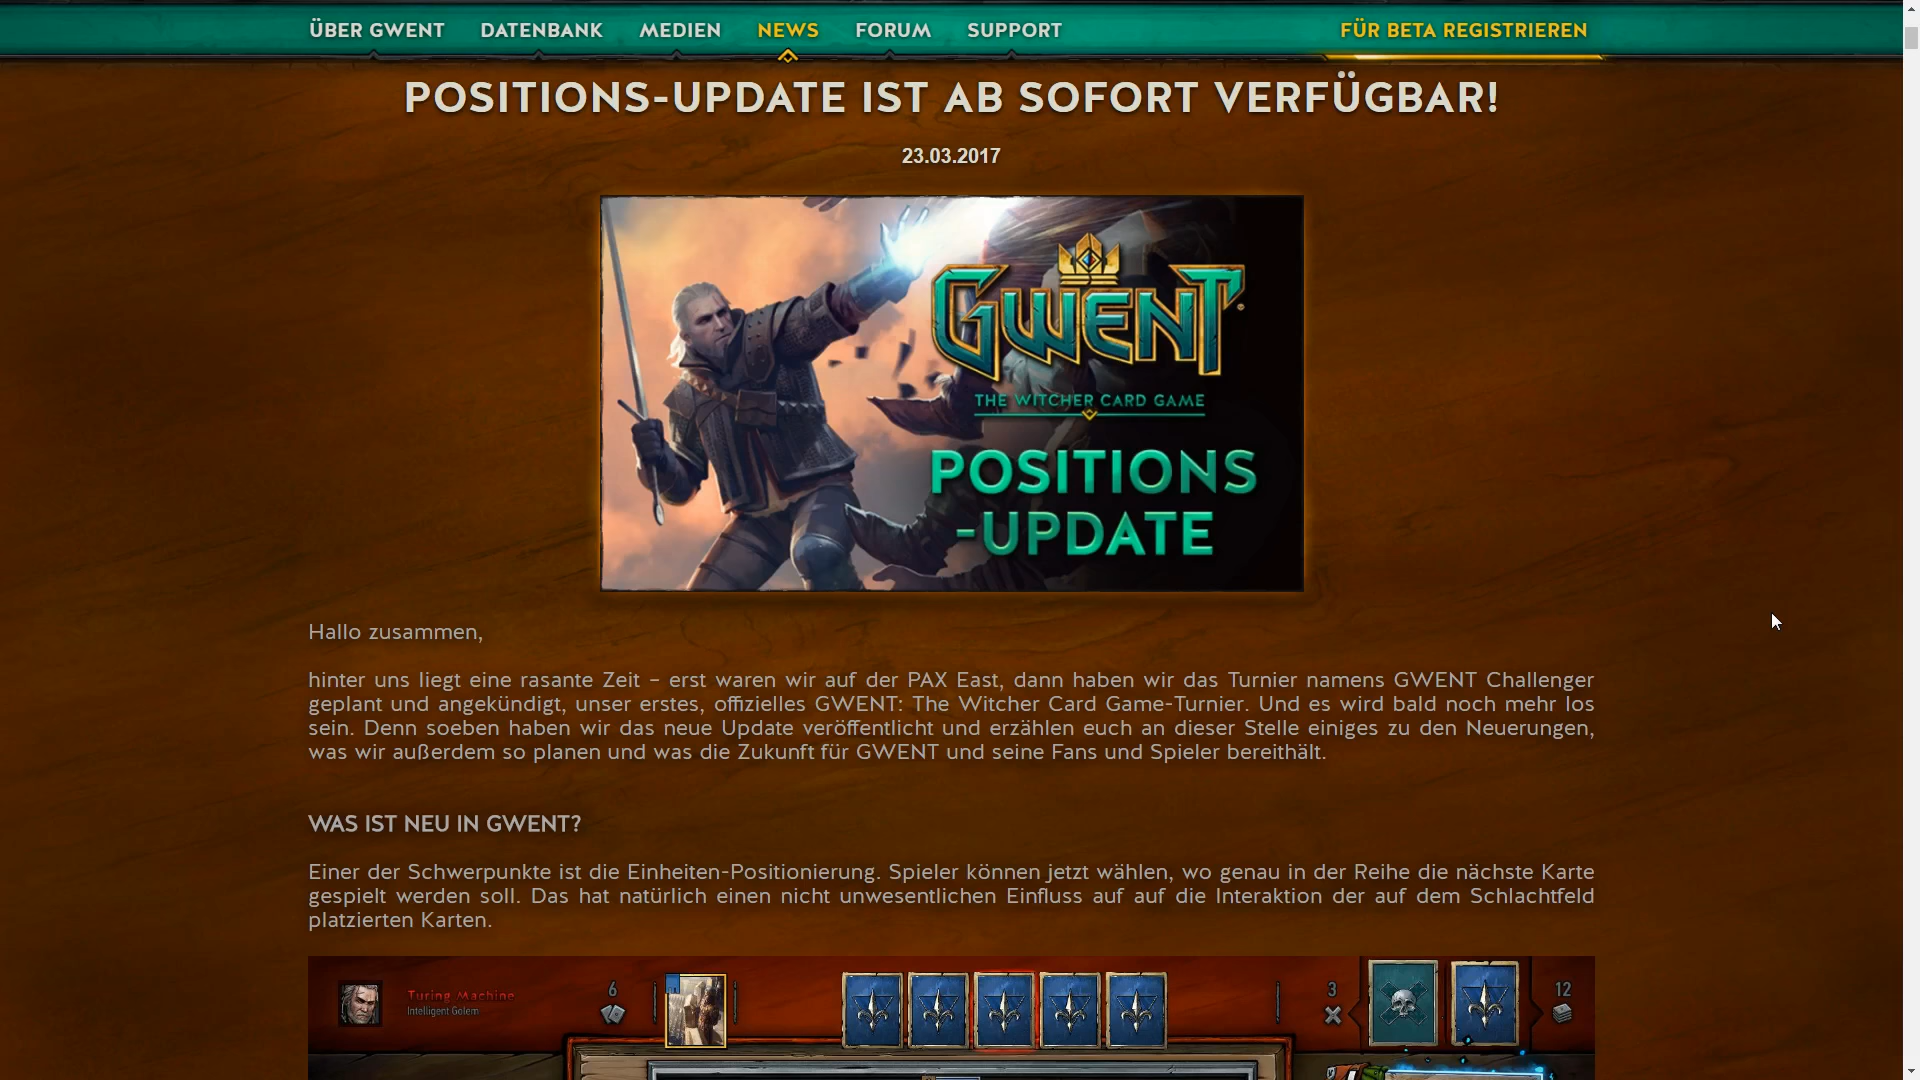 ÜBER GWENT DATENBANK MEDIEN NEWS FORUM SUPPORT FÜR BETA REGISTRIEREN
POSITIONS-UPDATE IST AB SOFORT VERFÜGBAR!
23.03.2017
GWENT
THE WITCHER CARD GAME
POSITIONS
-UPDATE
Hallo zusammen,
hinter uns liegt eine rasante Zeit – erst waren wir auf der PAX East, dann haben wir das Turnier namens GWENT Challenger
geplant und angekündigt, unser erstes, offizielles GWENT: The Witcher Card Game-Turnier. Und es wird bald noch mehr los
sein. Denn soeben haben wir das neue Update veröffentlicht und erzählen euch an dieser Stelle einiges zu den Neuerungen,
was wir außerdem so planen und was die Zukunft für GWENT und seine Fans und Spieler bereithält.
WAS IST NEU IN GWENT?
Einer der Schwerpunkte ist die Einheiten-Positionierung. Spieler können jetzt wählen, wo genau in der Reihe die nächste Karte
gespielt werden soll. Das hat natürlich einen nicht unwesentlichen Einfluss auf auf die Interaktion der auf dem Schlachtfeld
platzierten Karten.
Turing Machine 6 3 12
Intelligent Golem